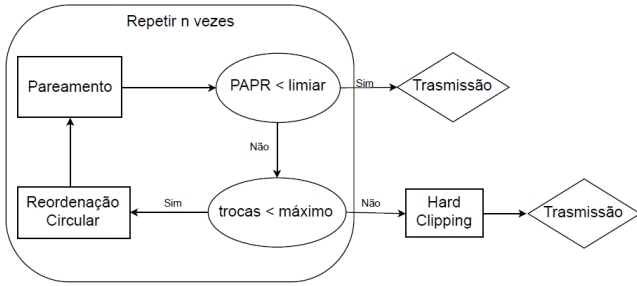 Repetir n vezes
Pareamento
PAPR < limiar
Sim
Trasmissão
Não
Reordenação
Circular
Sim
trocas < máximo
Não
Hard
Clipping
Trasmissão